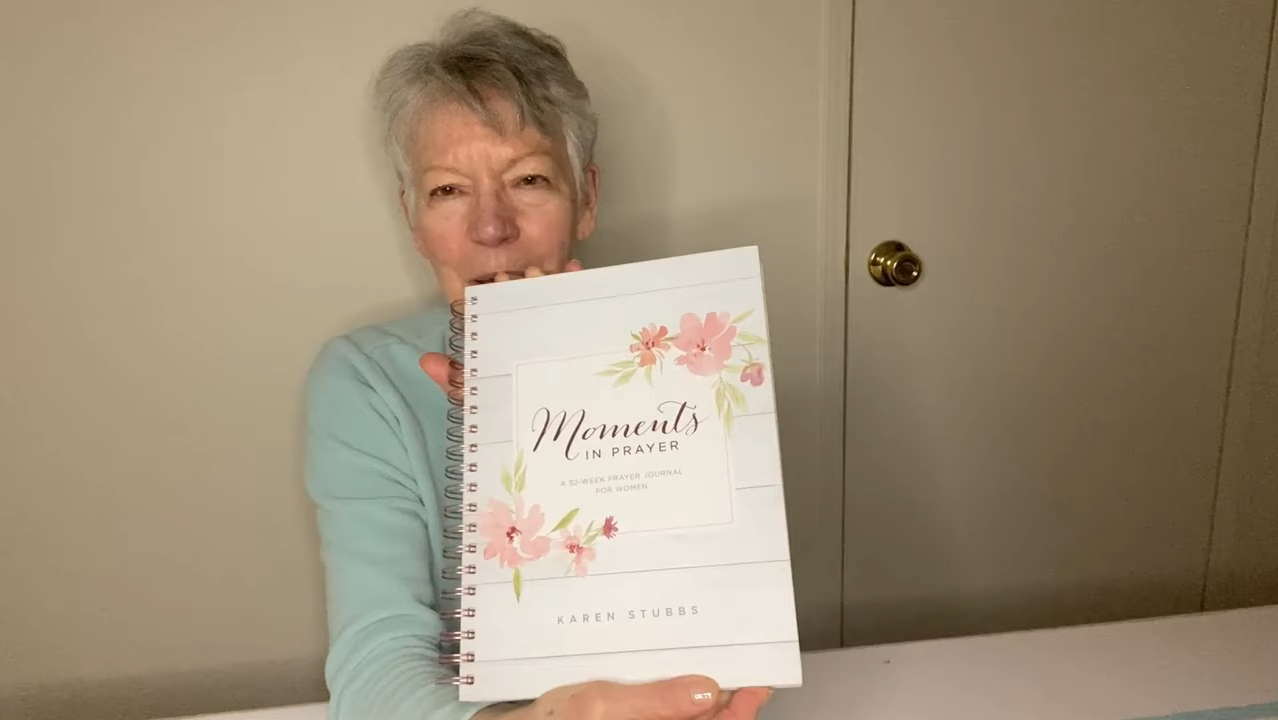 Moments
IN PRAYER
A 52-WEEK PRAYER JOURNAL
FOR WOMEN
KAREN STUBBS